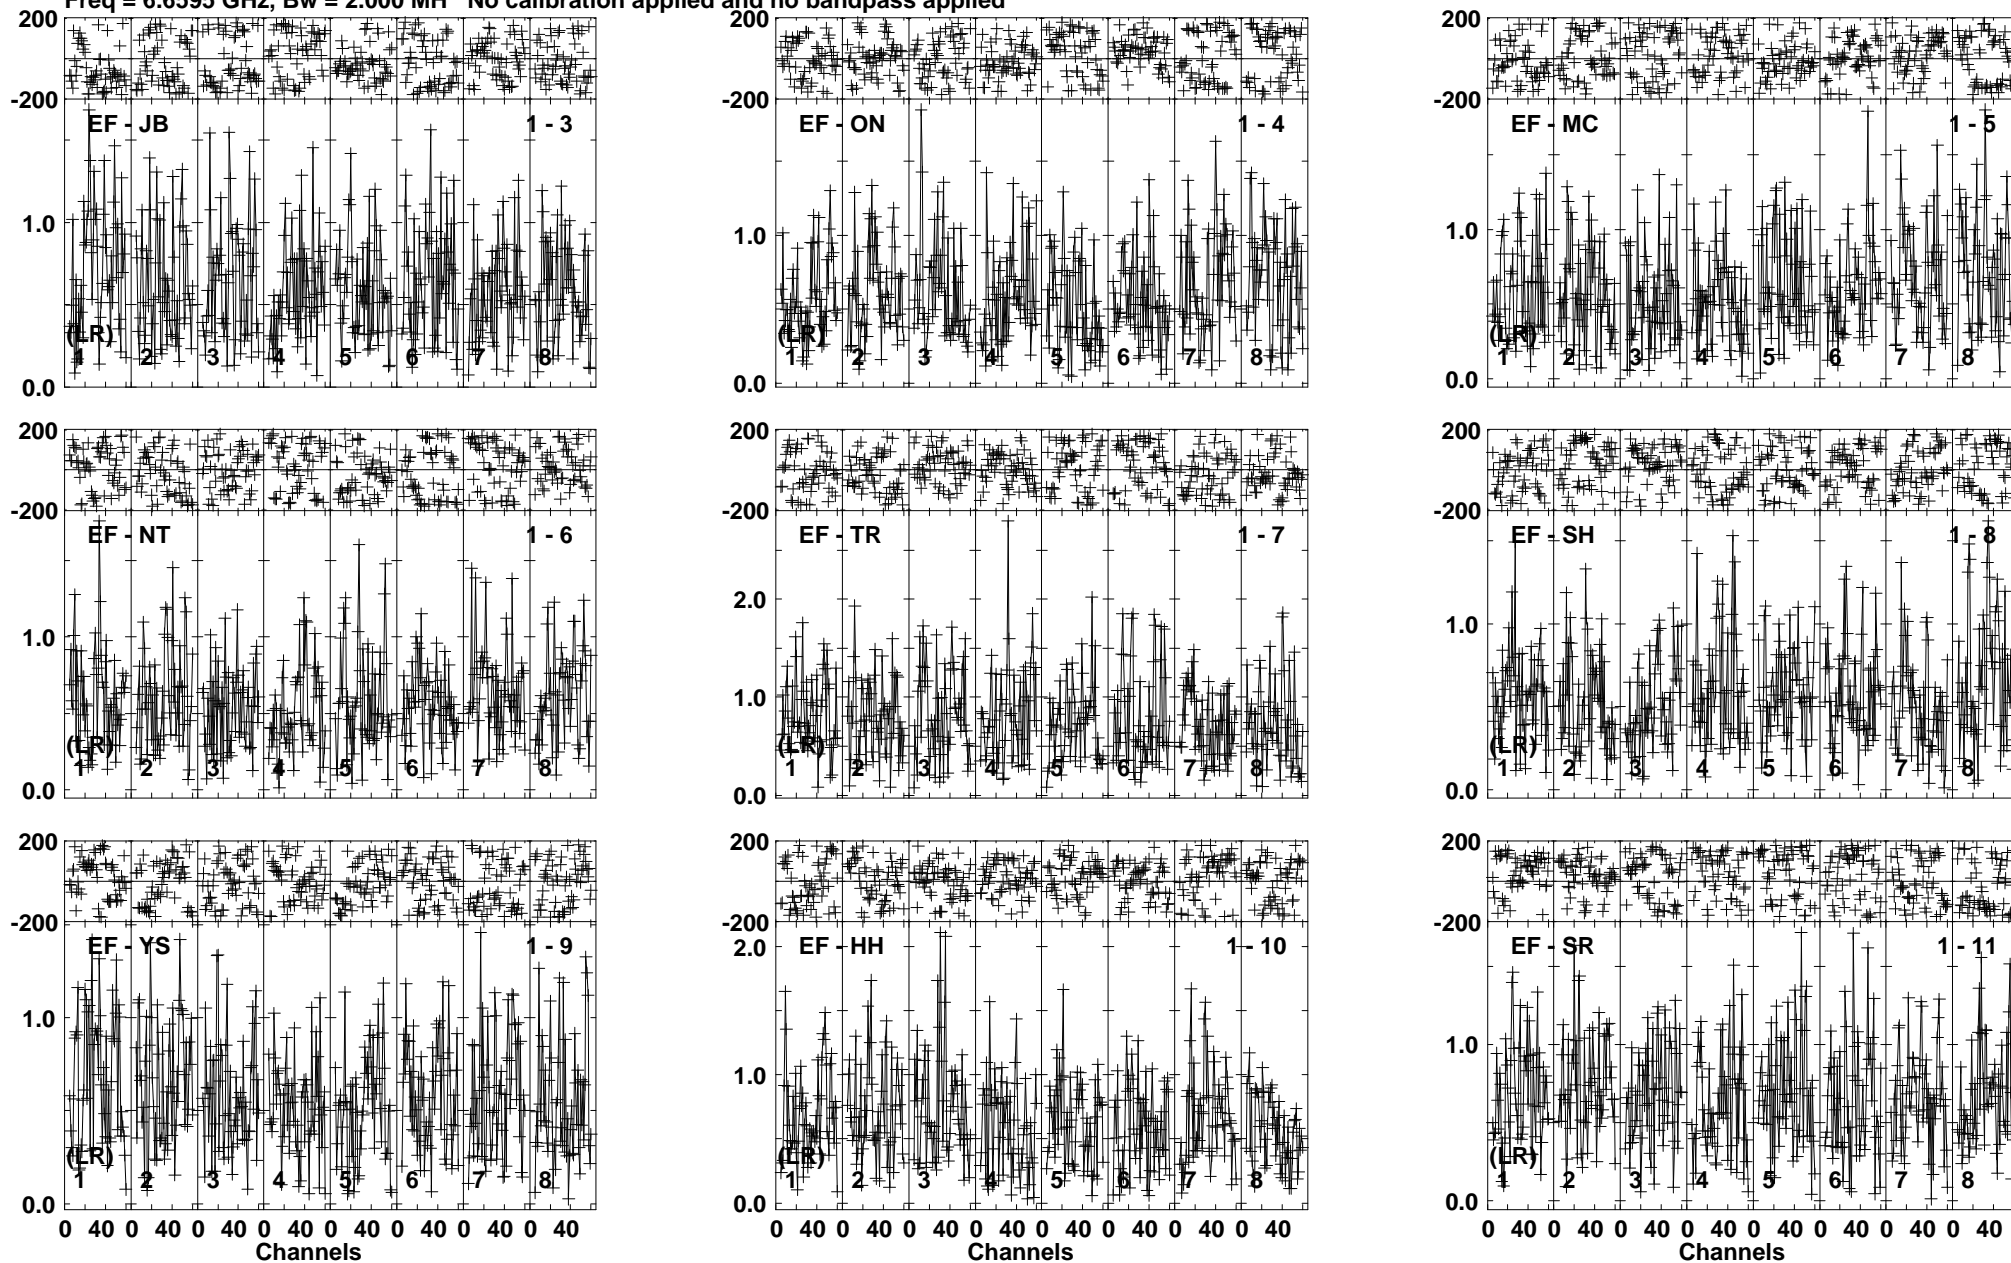 Freq = 6.6595 GHz, Bw = 2.000 MH No calibration applied and no bandpass applied
200 200 200
-200 -200 -200
EF - JB 1 - 3 EF - ON 1 - 4 EF - MC 1 - 5
1.0 1.0 1.0
(LR) (LR) (LR)
1 2 3 4 5 6 7 8 1 2 3 4 5 6 7 8 1 2 3 4 5 6 7 8
0.0 0.0 0.0
200 200 200
-200 -200 -200
EF - NT 1 - 6 EF - TR 1 - 7 EF - SH 1 - 8
2.0
1.0 1.0 1.0
(LR) (LR) (LR)
1 2 3 4 5 6 7 8 1 2 3 4 5 6 7 8 1 2 3 4 5 6 7 8
0.0 0.0 0.0
200 200 200
-200 -200 -200
EF - YS 1 - 9 EF - HH 1 - 10 EF - SR 1 - 11
2.0
1.0 1.0 1.0
(LR) (LR) (LR)
1 2 3 4 5 6 7 8 1 2 3 4 5 6 7 8 1 2 3 4 5 6 7 8
0.0 0.0 0.0
0 40 0 40 0 40 0 40 0 40 0 40 0 40 0 40 0 40 0 40 0 40 0 40 0 40 0 40 0 40 0 40 0 40 0 40 0 40 0 40 0 40 0 40 0 40 0 40
Channels Channels Channels